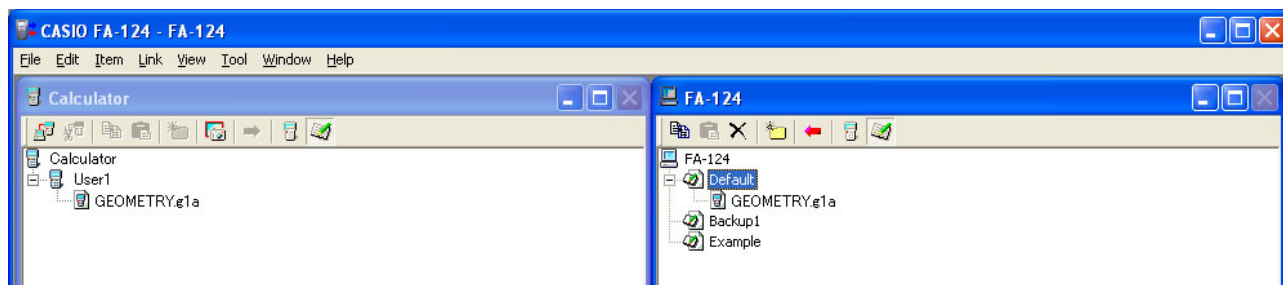 CASIO FA-124 - FA-124
File Edit Item Link View Tool Window Help
Calculator
Calculator
User1
GEOMETRY.g1a
FA-124
FA-124
Default
GEOMETRY.g1a
Backup1
Example